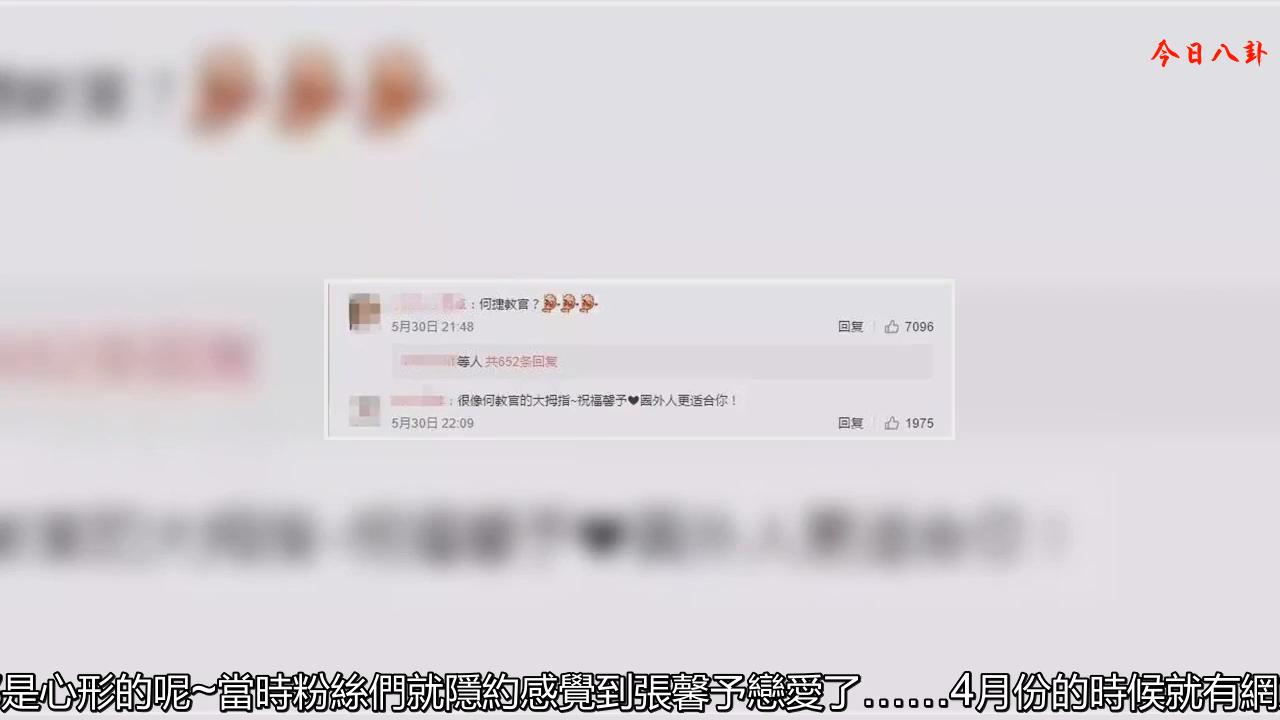 今日八卦
：何捷教官？
5月30日 21:48
回复
7096
等人 共652条回复
：很像何教官的大拇指~祝福馨予♥圈外人更适合你！
5月30日 22:09
回复
1975
是心形的呢~當時粉絲們就隱約感覺到張馨予戀愛了......4月份的時候就有網